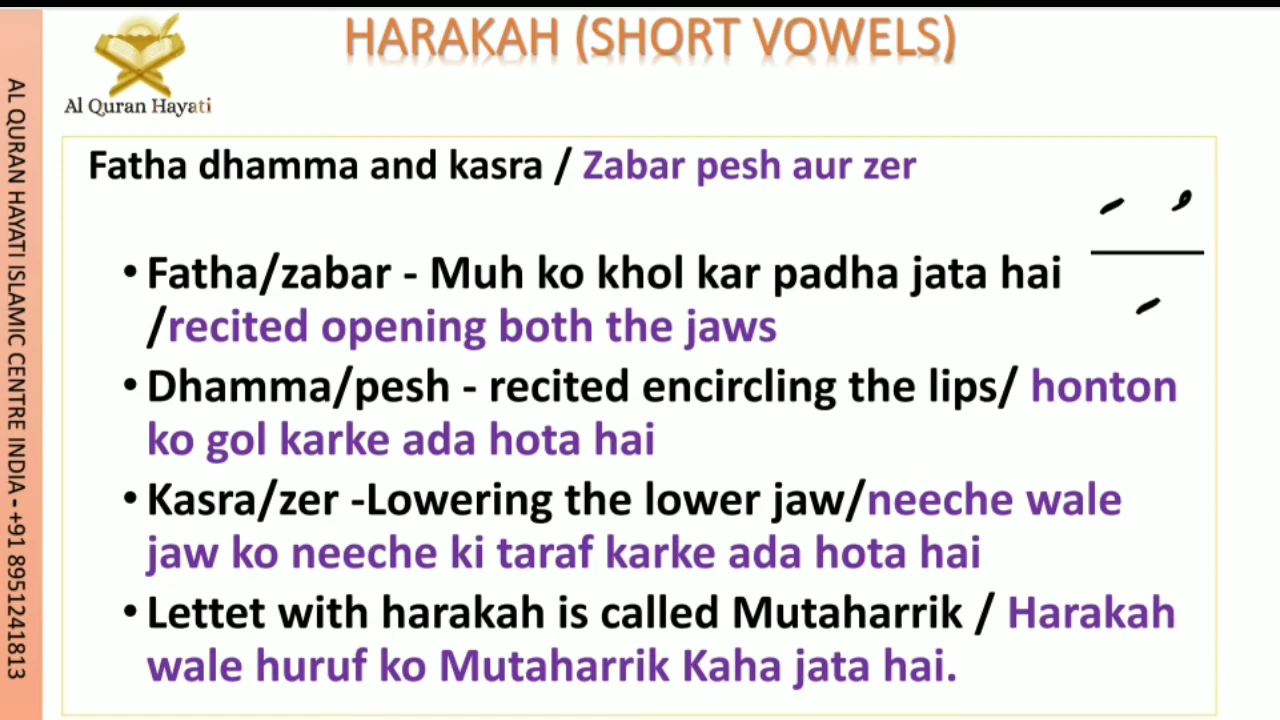 HARAKAH (SHORT VOWELS)
Al Quran Hayati
AL QURAN HAYATI ISLAMIC CENTRE INDIA - +91 8951241813
Fatha dhamma and kasra / Zabar pesh aur zer
• Fatha/zabar - Muh ko khol kar padha jata hai
/recited opening both the jaws
• Dhamma/pesh - recited encircling the lips/ honton
ko gol karke ada hota hai
• Kasra/zer -Lowering the lower jaw/neeche wale
jaw ko neeche ki taraf karke ada hota hai
• Lettet with harakah is called Mutaharrik / Harakah
wale huruf ko Mutaharrik Kaha jata hai.